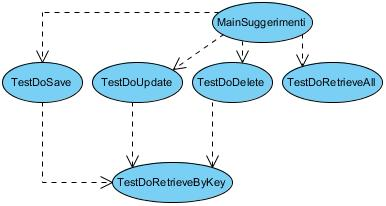 MainSuggerimenti
TestDoSave
TestDoUpdate
TestDoDelete
TestDoRetrieveAll
TestDoRetrieveByKey